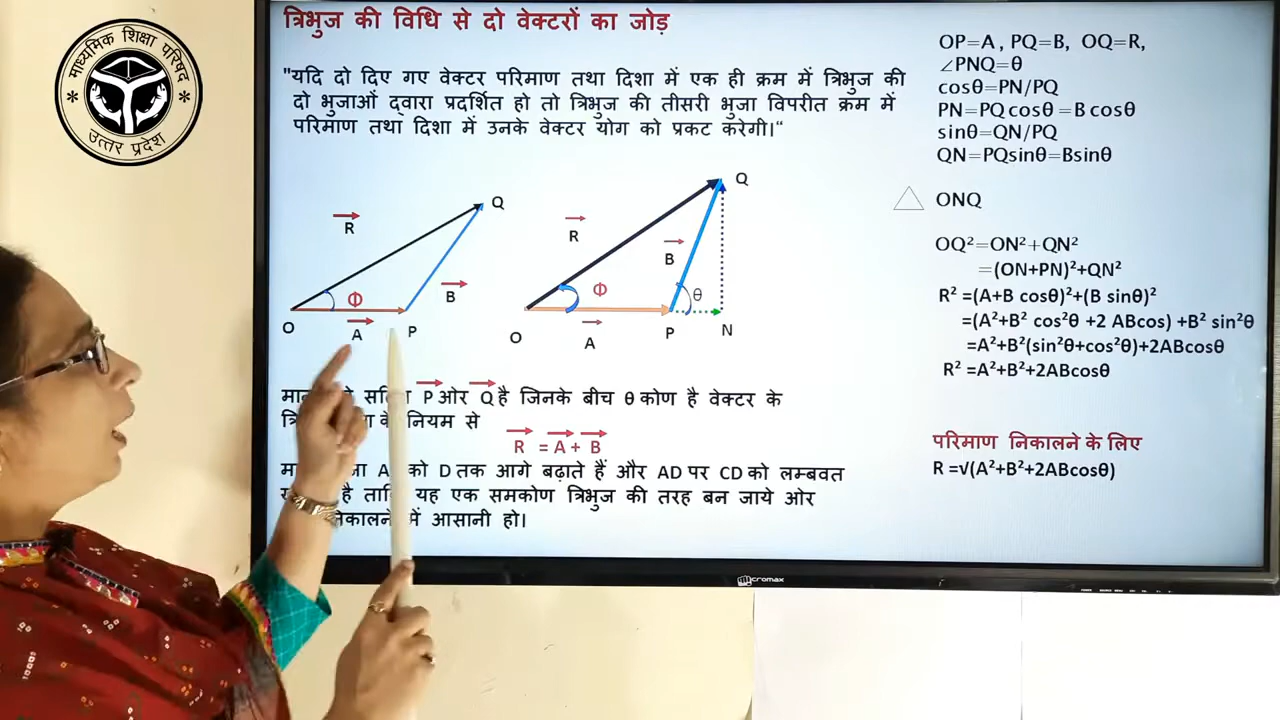 माध्यमिक शिक्षा परिषद
उत्तर प्रदेश
त्रिभुज की विधि से दो वेक्टरों का जोड़
"यदि दो दिए गए वेक्टर परिमाण तथा दिशा में एक ही क्रम में त्रिभुज की
दो भुजाओं द्वारा प्रदर्शित हो तो त्रिभुज की तीसरी भुजा विपरीत क्रम में
परिमाण तथा दिशा में उनके वेक्टर योग को प्रकट करेगी।“
R
Q
Φ
B
O
A
P
Q
R
B
Φ
θ
O
A
P
N
P ओर Q है जिनके बीच θ कोण है वेक्टर के
नियम से
R = A + B
को D तक आगे बढ़ाते हैं और AD पर CD को लम्बवत
है यह एक समकोण त्रिभुज की तरह बन जाये ओर
में आसानी हो।
OP=A , PQ=B, OQ=R,
∠PNQ=θ
cosθ=PN/PQ
PN=PQ cosθ =B cosθ
sinθ=QN/PQ
QN=PQsinθ=Bsinθ
△ ONQ
OQ²=ON²+QN²
=(ON+PN)²+QN²
R² =(A+B cosθ)²+(B sinθ)²
=(A²+B² cos²θ +2 ABcos) +B² sin²θ
=A²+B²(sin²θ+cos²θ)+2ABcosθ
R² =A²+B²+2ABcosθ
परिमाण निकालने के लिए
R =√(A²+B²+2ABcosθ)
micromax